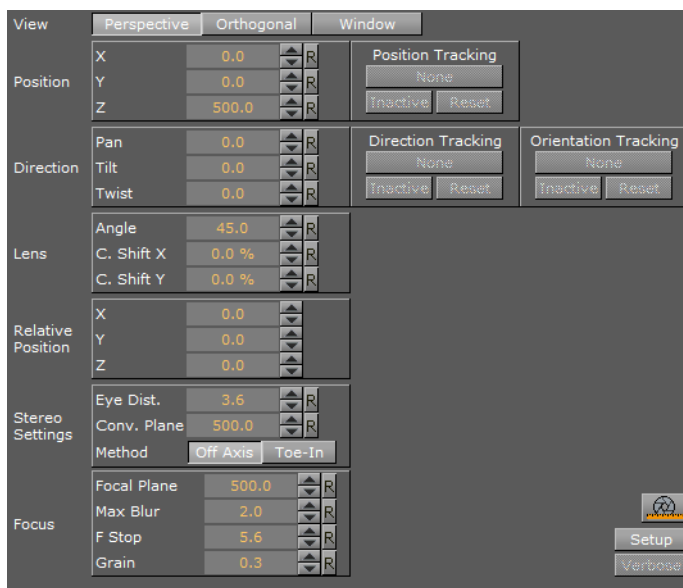 View Perspective Orthogonal Window
Position
X 0.0 R
Y 0.0 R
Z 500.0 R
Position Tracking
None
Inactive Reset
Direction
Pan 0.0 R
Tilt 0.0 R
Twist 0.0 R
Direction Tracking
None
Inactive Reset
Orientation Tracking
None
Inactive Reset
Lens
Angle 45.0 R
C. Shift X 0.0 % R
C. Shift Y 0.0 % R
Relative
Position
X 0.0
Y 0.0
Z 0.0
Stereo
Settings
Eye Dist. 3.6 R
Conv. Plane 500.0 R
Method Off Axis Toe-In
Focus
Focal Plane 500.0 R
Max Blur 2.0 R
F Stop 5.6 R
Grain 0.3 R
Setup
Verbose